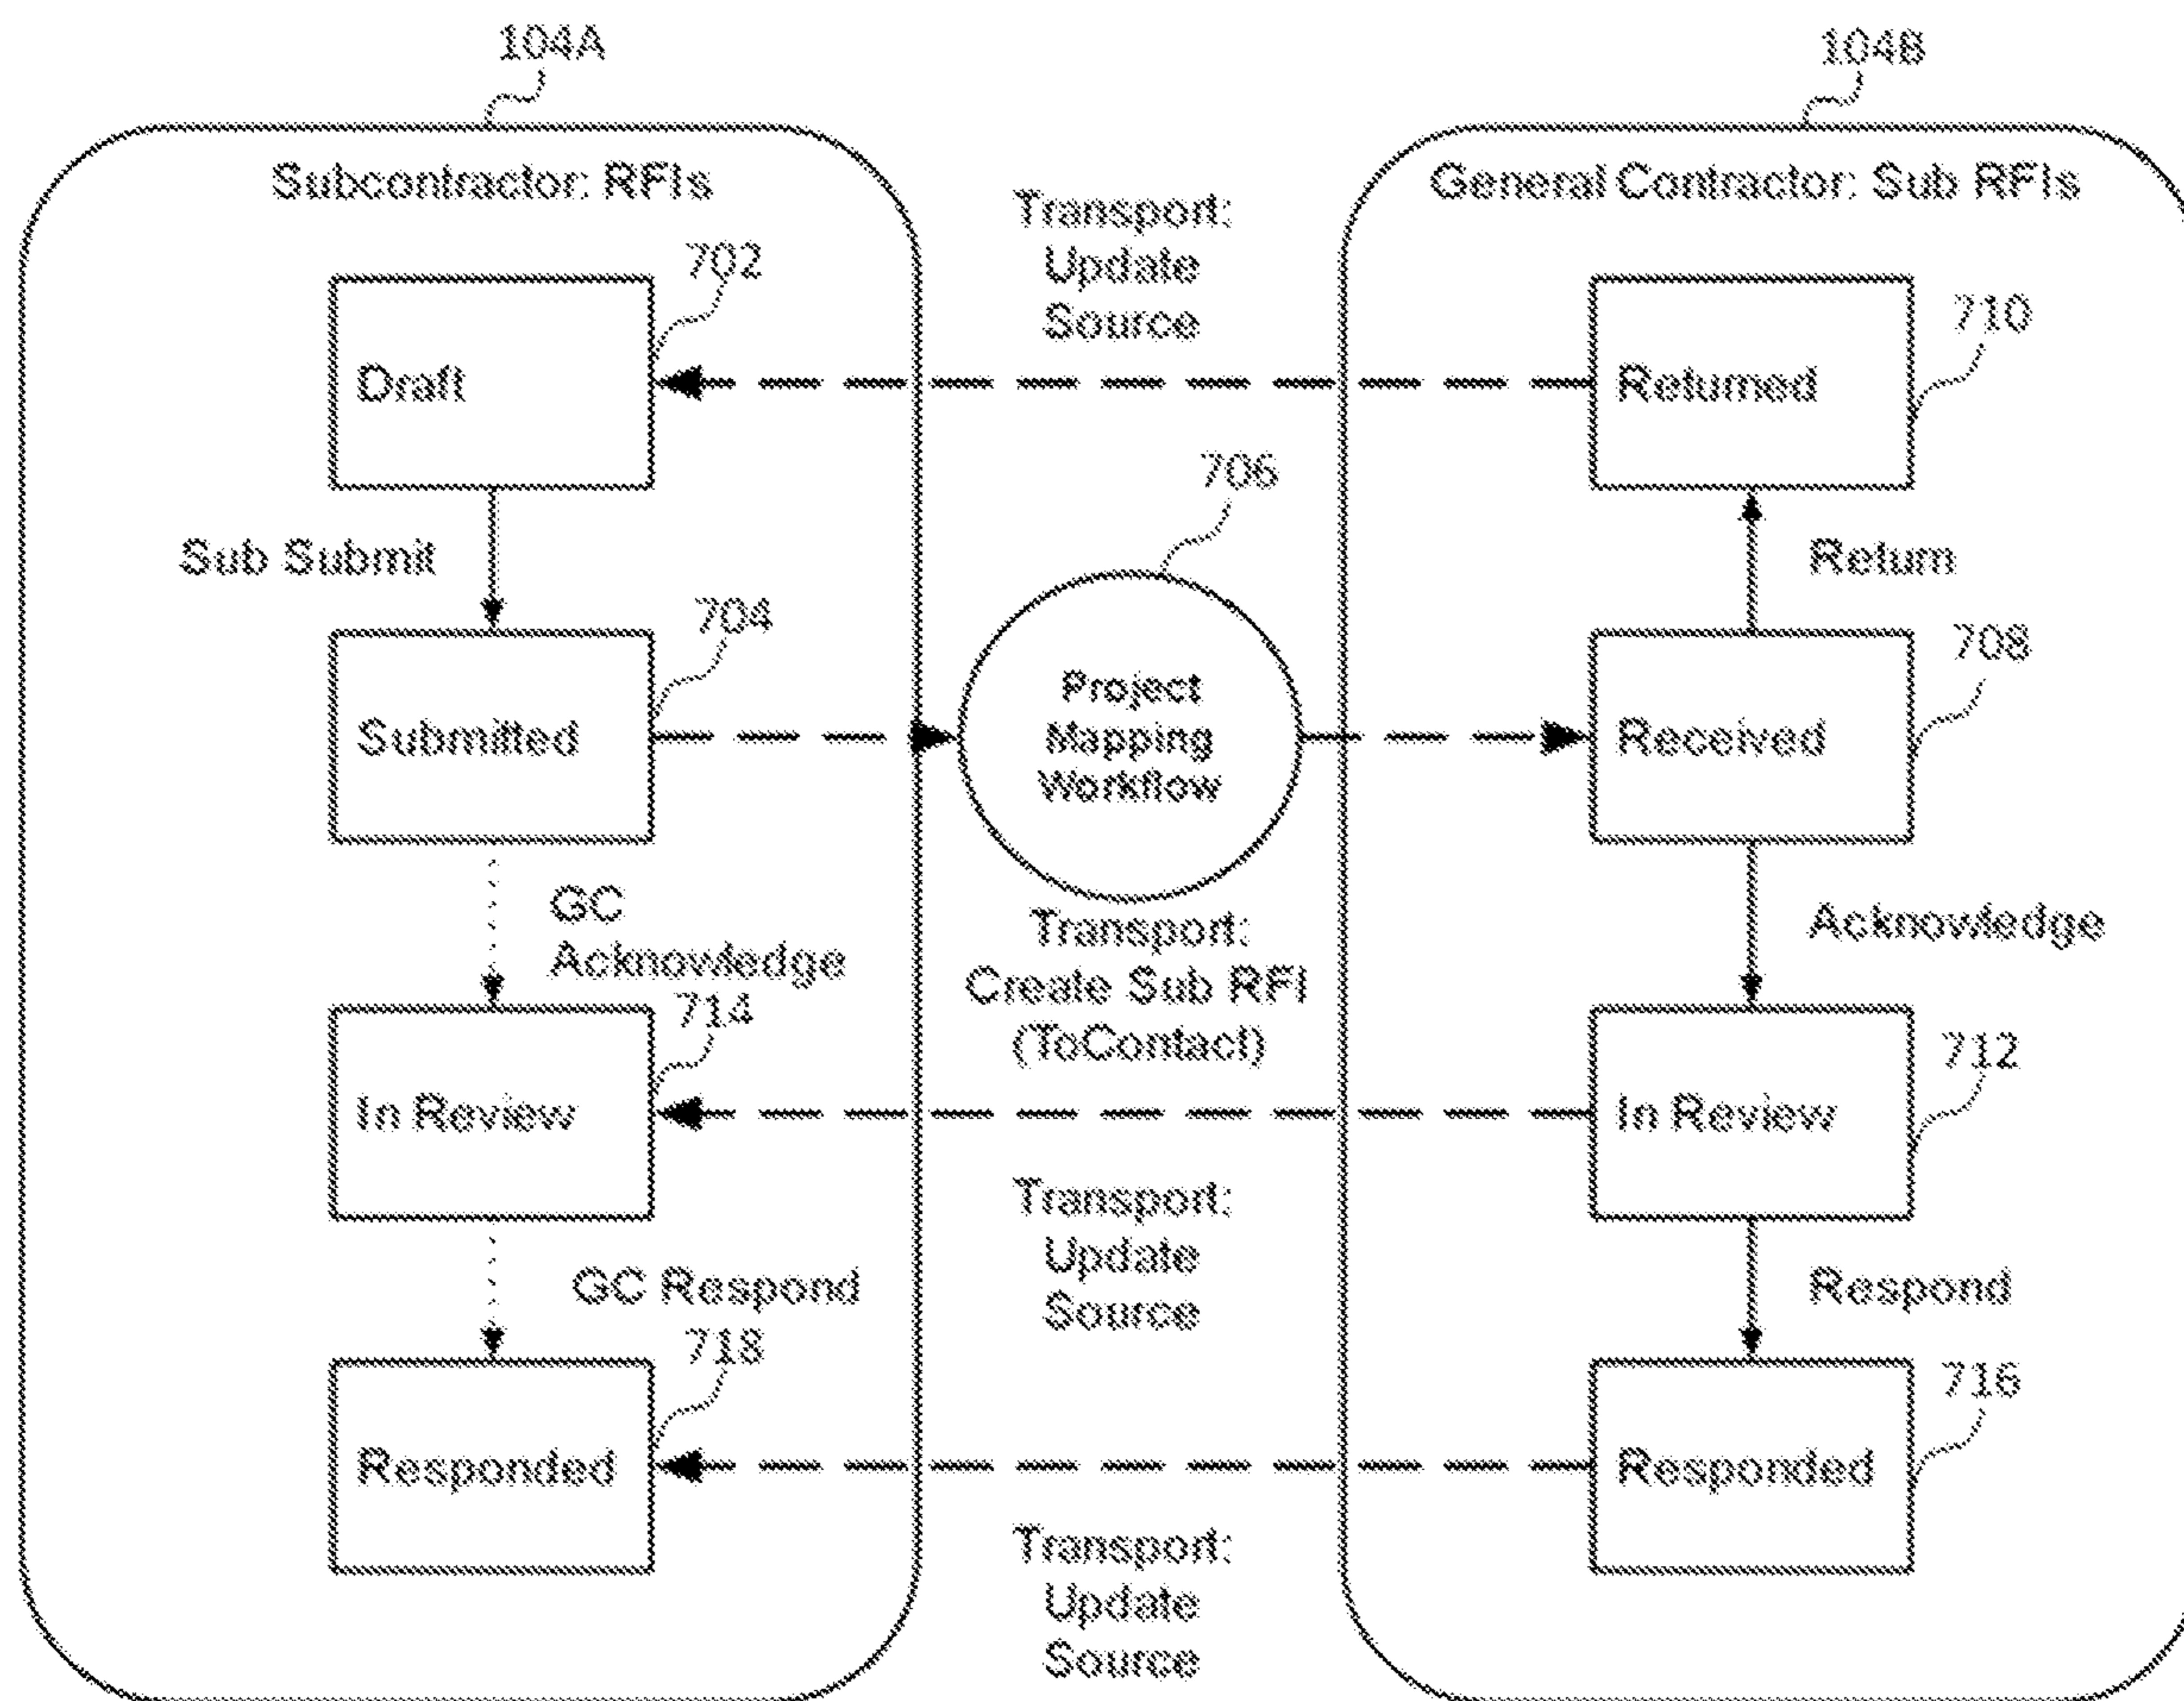 104A
104B
Subcontractor: RFIs
General Contractor: Sub RFIs
Transport:
Update
Source
702
710
Draft
Returned
706
Sub Submit
Return
704
708
Project
Mapping
Workflow
Submitted
Received
GC
Acknowledge
Acknowledge
Transport:
Create Sub RFI
(ToContact)
714
712
In Review
In Review
Transport:
Update
Source
GC Respond
Respond
718
716
Responded
Responded
Transport:
Update
Source